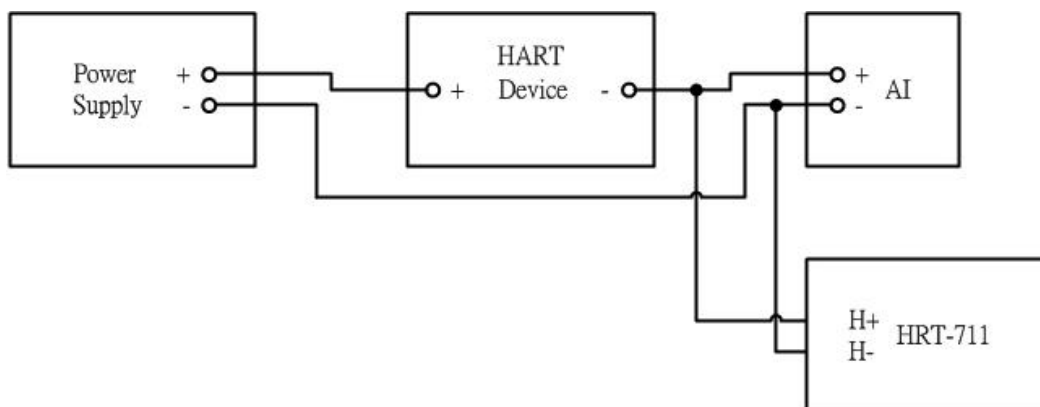 Power
Supply
+
-
HART
Device
+
-
+
-
AI
H+
H-
HRT-711